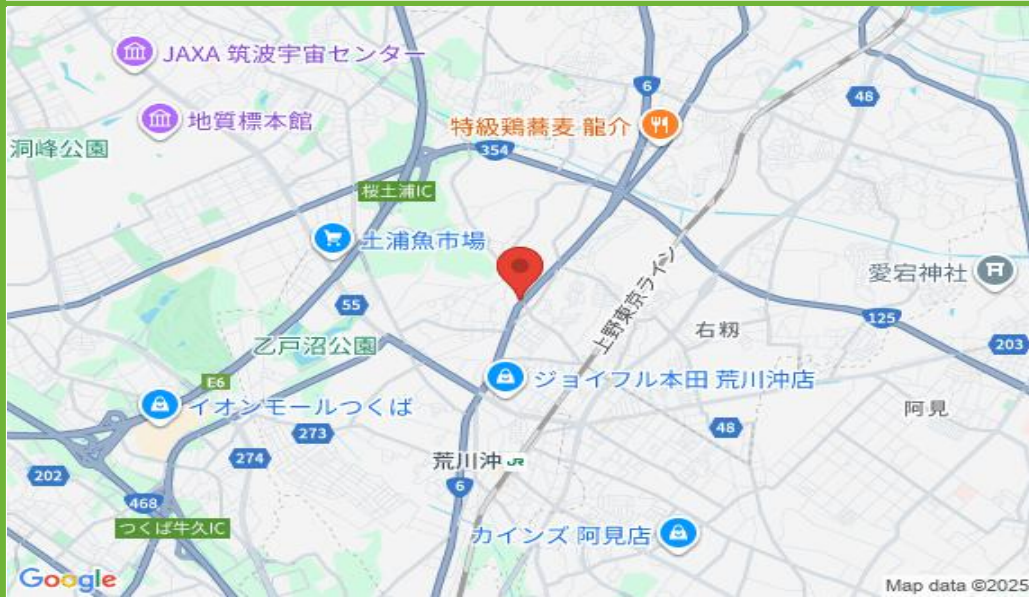 JAXA 筑波宇宙センター
6
48
地質標本館
特級鶏蕎麦 龍介
洞峰公園
354
桜土浦IC
土浦魚市場
愛宕神社
55
上野東京ライン
125
右籾
乙戸沼公園
203
E6
ジョイフル本田 荒川沖店
イオンモールつくば
阿見
273
48
274
荒川沖 JR
202
6
468
つくば牛久IC
カインズ 阿見店
Google
Map data ©2025